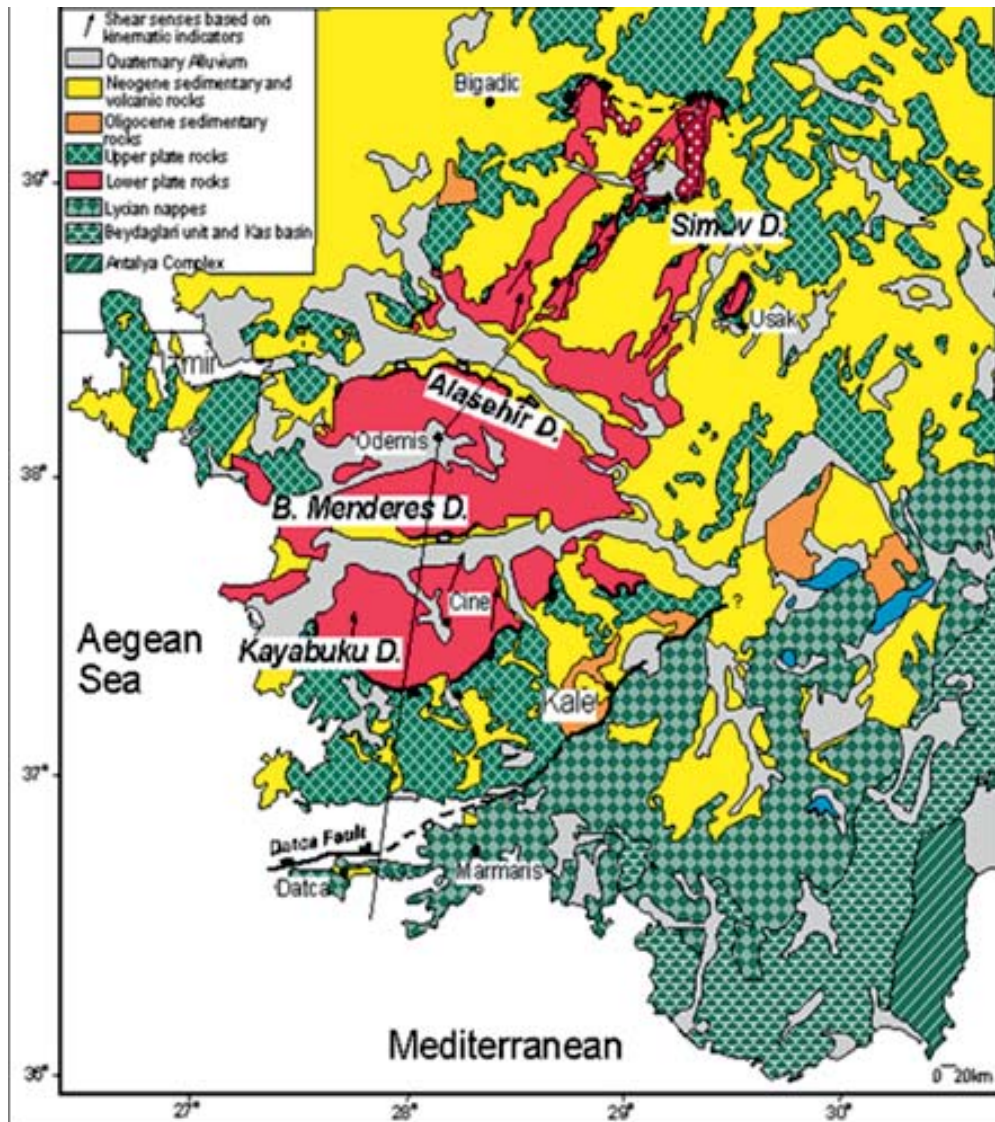 Shear senses based on
kinematic indicators
Quaternary Alluvium
Neogene sedimentary and
volcanic rocks
Oligocene sedimentary
rocks
Upper plate rocks
Lower plate rocks
Lycian nappes
Beydaglari unit and Kas basin
Antalya Complex
Bigadic
39°
Simav D.
Usak
Izmir
Alasehir D.
Odemis
38°
B. Menderes D.
Cine
?
Aegean
Sea
Kayabuku D.
Kale
37°
Datca Fault
Marmaris
Datca
Mediterranean
36°
0 20km
27°
28°
29°
30°